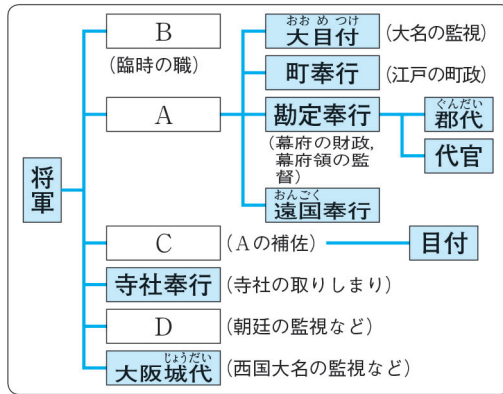 将軍
B
(臨時の職)
A
おおめつけ
大目付 (大名の監視)
町奉行 (江戸の町政)
勘定奉行
(幕府の財政,
幕府領の監
督)
ぐんだい
郡代
代官
おんごく
遠国奉行
C (Aの補佐) 目付
寺社奉行 (寺社の取りしまり)
D (朝廷の監視など)
じょうだい
大阪城代 (西国大名の監視など)